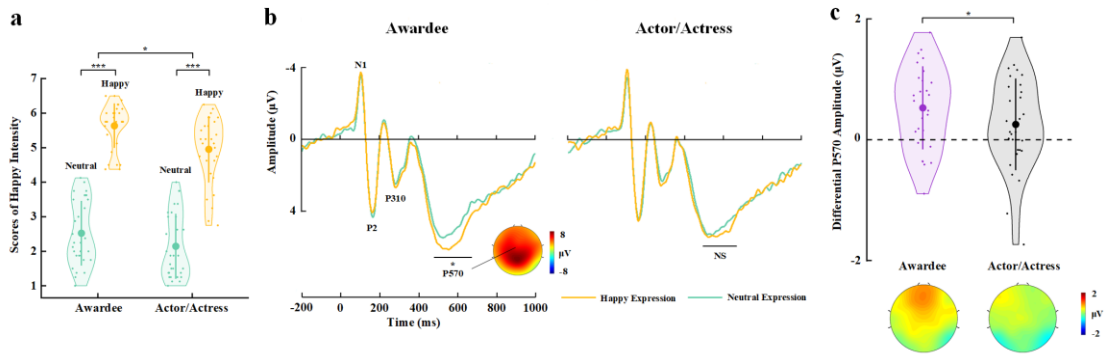 a
Scores of Happy Intensity
7
6
5
4
3
2
1
*
***
***
Happy
Happy
Neutral
Neutral
Awardee
Actor/Actress
b
Awardee
Actor/Actress
Amplitude (μV)
-4
0
4
N1
P2
P310
*
P570
8
μV
-8
NS
-200
0
200
400
600
800
1000
Time (ms)
Happy Expression
Neutral Expression
c
Differential P570 Amplitude (μV)
2
0
-2
*
Awardee
Actor/Actress
2
μV
-2